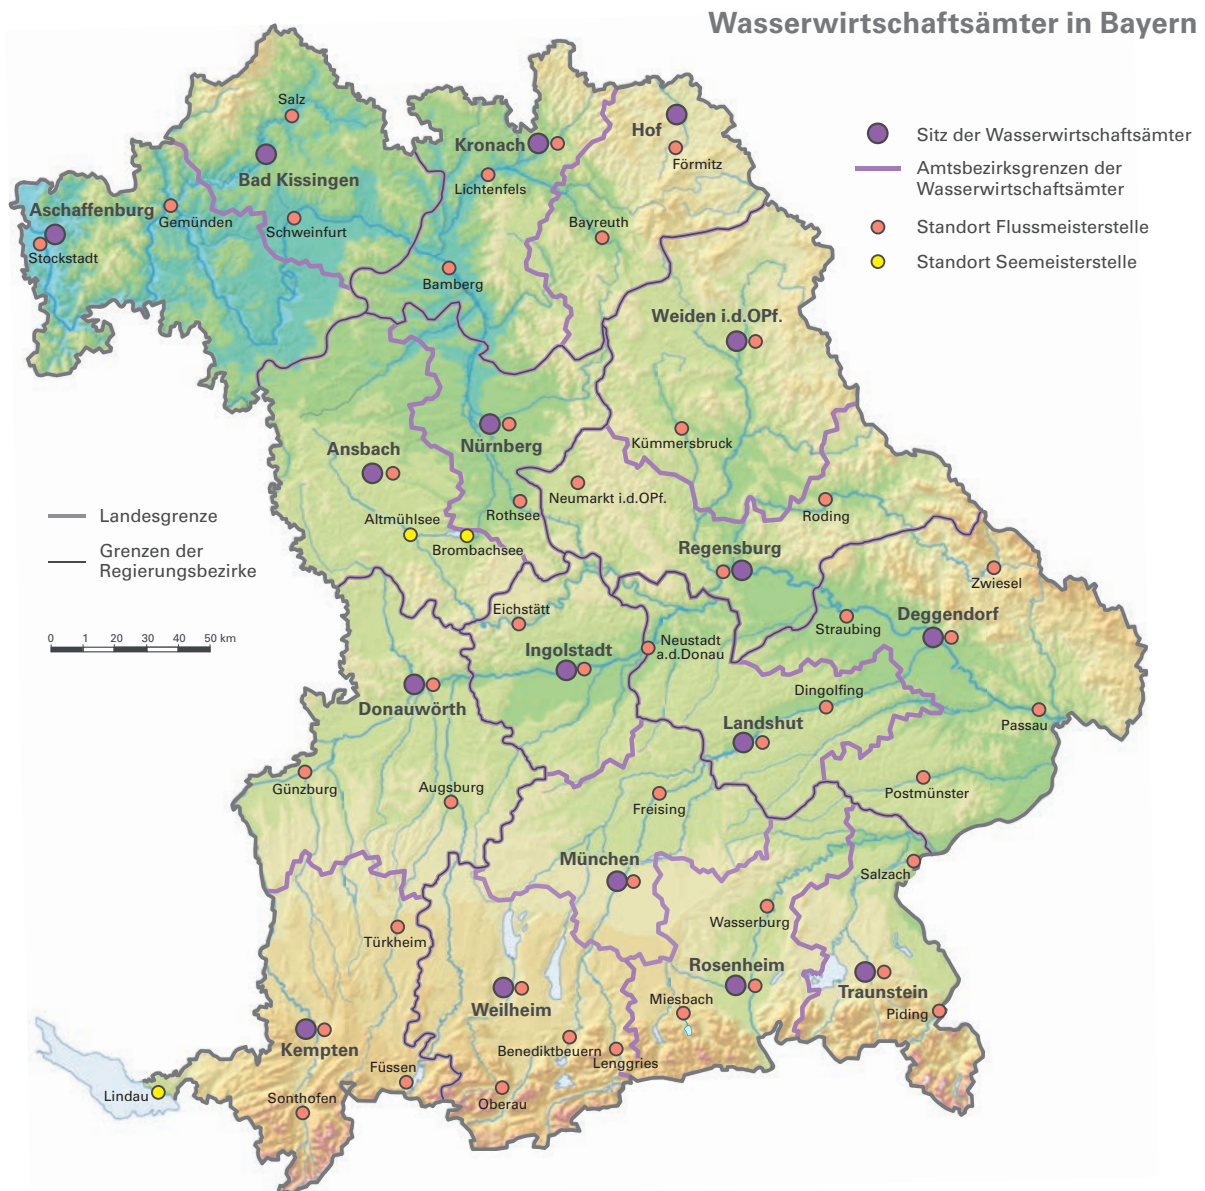 Wasserwirtschaftsämter in Bayern
Sitz der Wasserwirtschaftsämter
Amtsbezirksgrenzen der
Wasserwirtschaftsämter
Standort Flussmeisterstelle
Standort Seemeisterstelle
Salz
Hof
Kronach
Förmitz
Bad Kissingen
Lichtenfels
Aschaffenburg
Gemünden
Schweinfurt
Bayreuth
Stockstadt
Bamberg
Weiden i.d.OPf.
Kümmersbruck
Nürnberg
Ansbach
Neumarkt i.d.OPf.
Rothsee
Roding
Altmühlsee
Brombachsee
Landesgrenze
Grenzen der
Regierungsbezirke
0 1 20 30 40 50 km
Regensburg
Zwiesel
Eichstätt
Straubing
Deggendorf
Neustadt
a.d.Donau
Ingolstadt
Dingolfing
Donauwörth
Landshut
Passau
Günzburg
Augsburg
Freising
Postmünster
München
Salzach
Wasserburg
Türkheim
Rosenheim
Traunstein
Weilheim
Miesbach
Piding
Kempten
Benediktbeuern
Lenggries
Füssen
Lindau
Sonthofen
Oberau